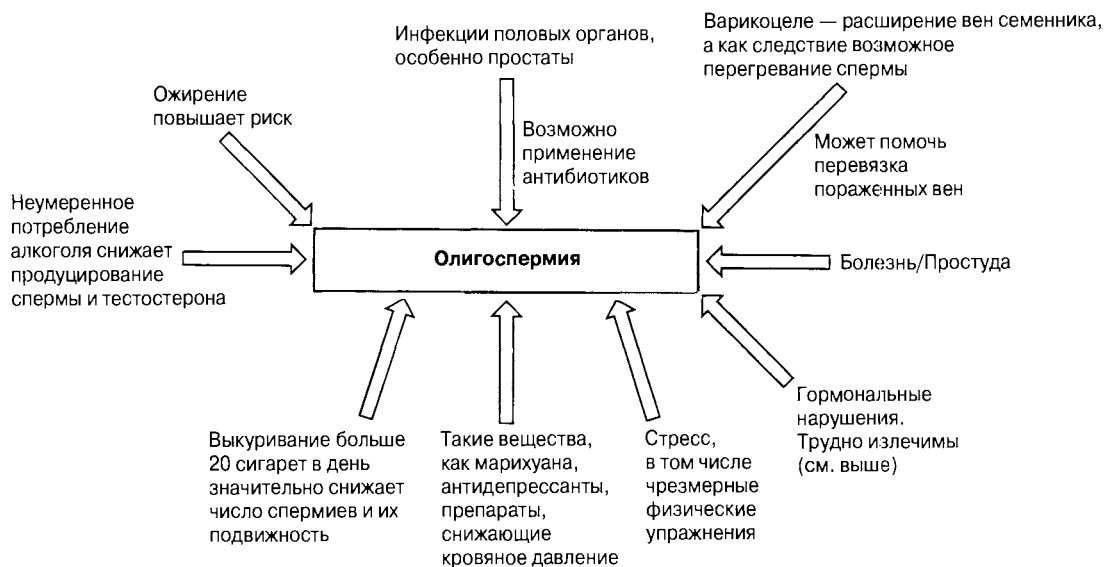 Инфекции половых органов,
особенно простаты
Варикоцеле — расширение вен семенника,
а как следствие возможное
перегревание спермы
Ожирение
повышает риск
Возможно
применение
антибиотиков
Может помочь
перевязка
пораженных вен
Неумеренное
потребление
алкоголя снижает
продуцирование
спермы и тестостерона
Олигоспермия
Болезнь/Простуда
Выкуривание больше
20 сигарет в день
значительно снижает
число спермиев и их
подвижность
Такие вещества,
как марихуана,
антидепрессанты,
препараты,
снижающие
кровяное давление
Стресс,
в том числе
чрезмерные
физические
упражнения
Гормональные
нарушения.
Трудно излечимы
(см. выше)